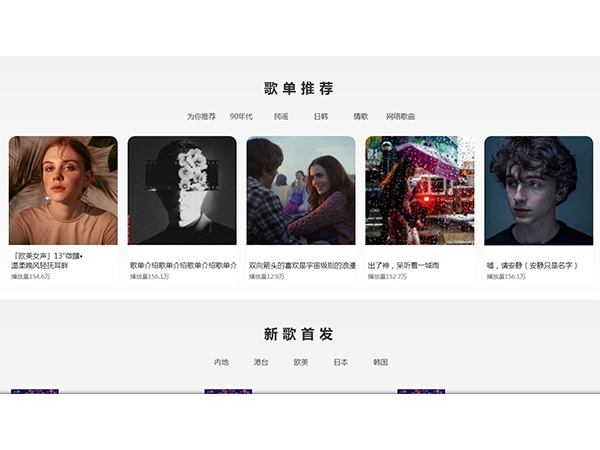 歌单推荐
为你推荐 90年代 民谣 日韩 情歌 网络歌曲
「欧美女声」13°微醺•
温柔晚风轻抚耳畔
播放量154.6万
歌单介绍歌单介绍歌单介绍歌单介
播放量156.1万
双向箭头的喜欢是宇宙级别的浪漫
播放量12.9万
出了神，呆听着一城雨
播放量152.7万
嘘，请安静（安静只是名字）
播放量156.1万
新歌首发
内地 港台 欧美 日本 韩国